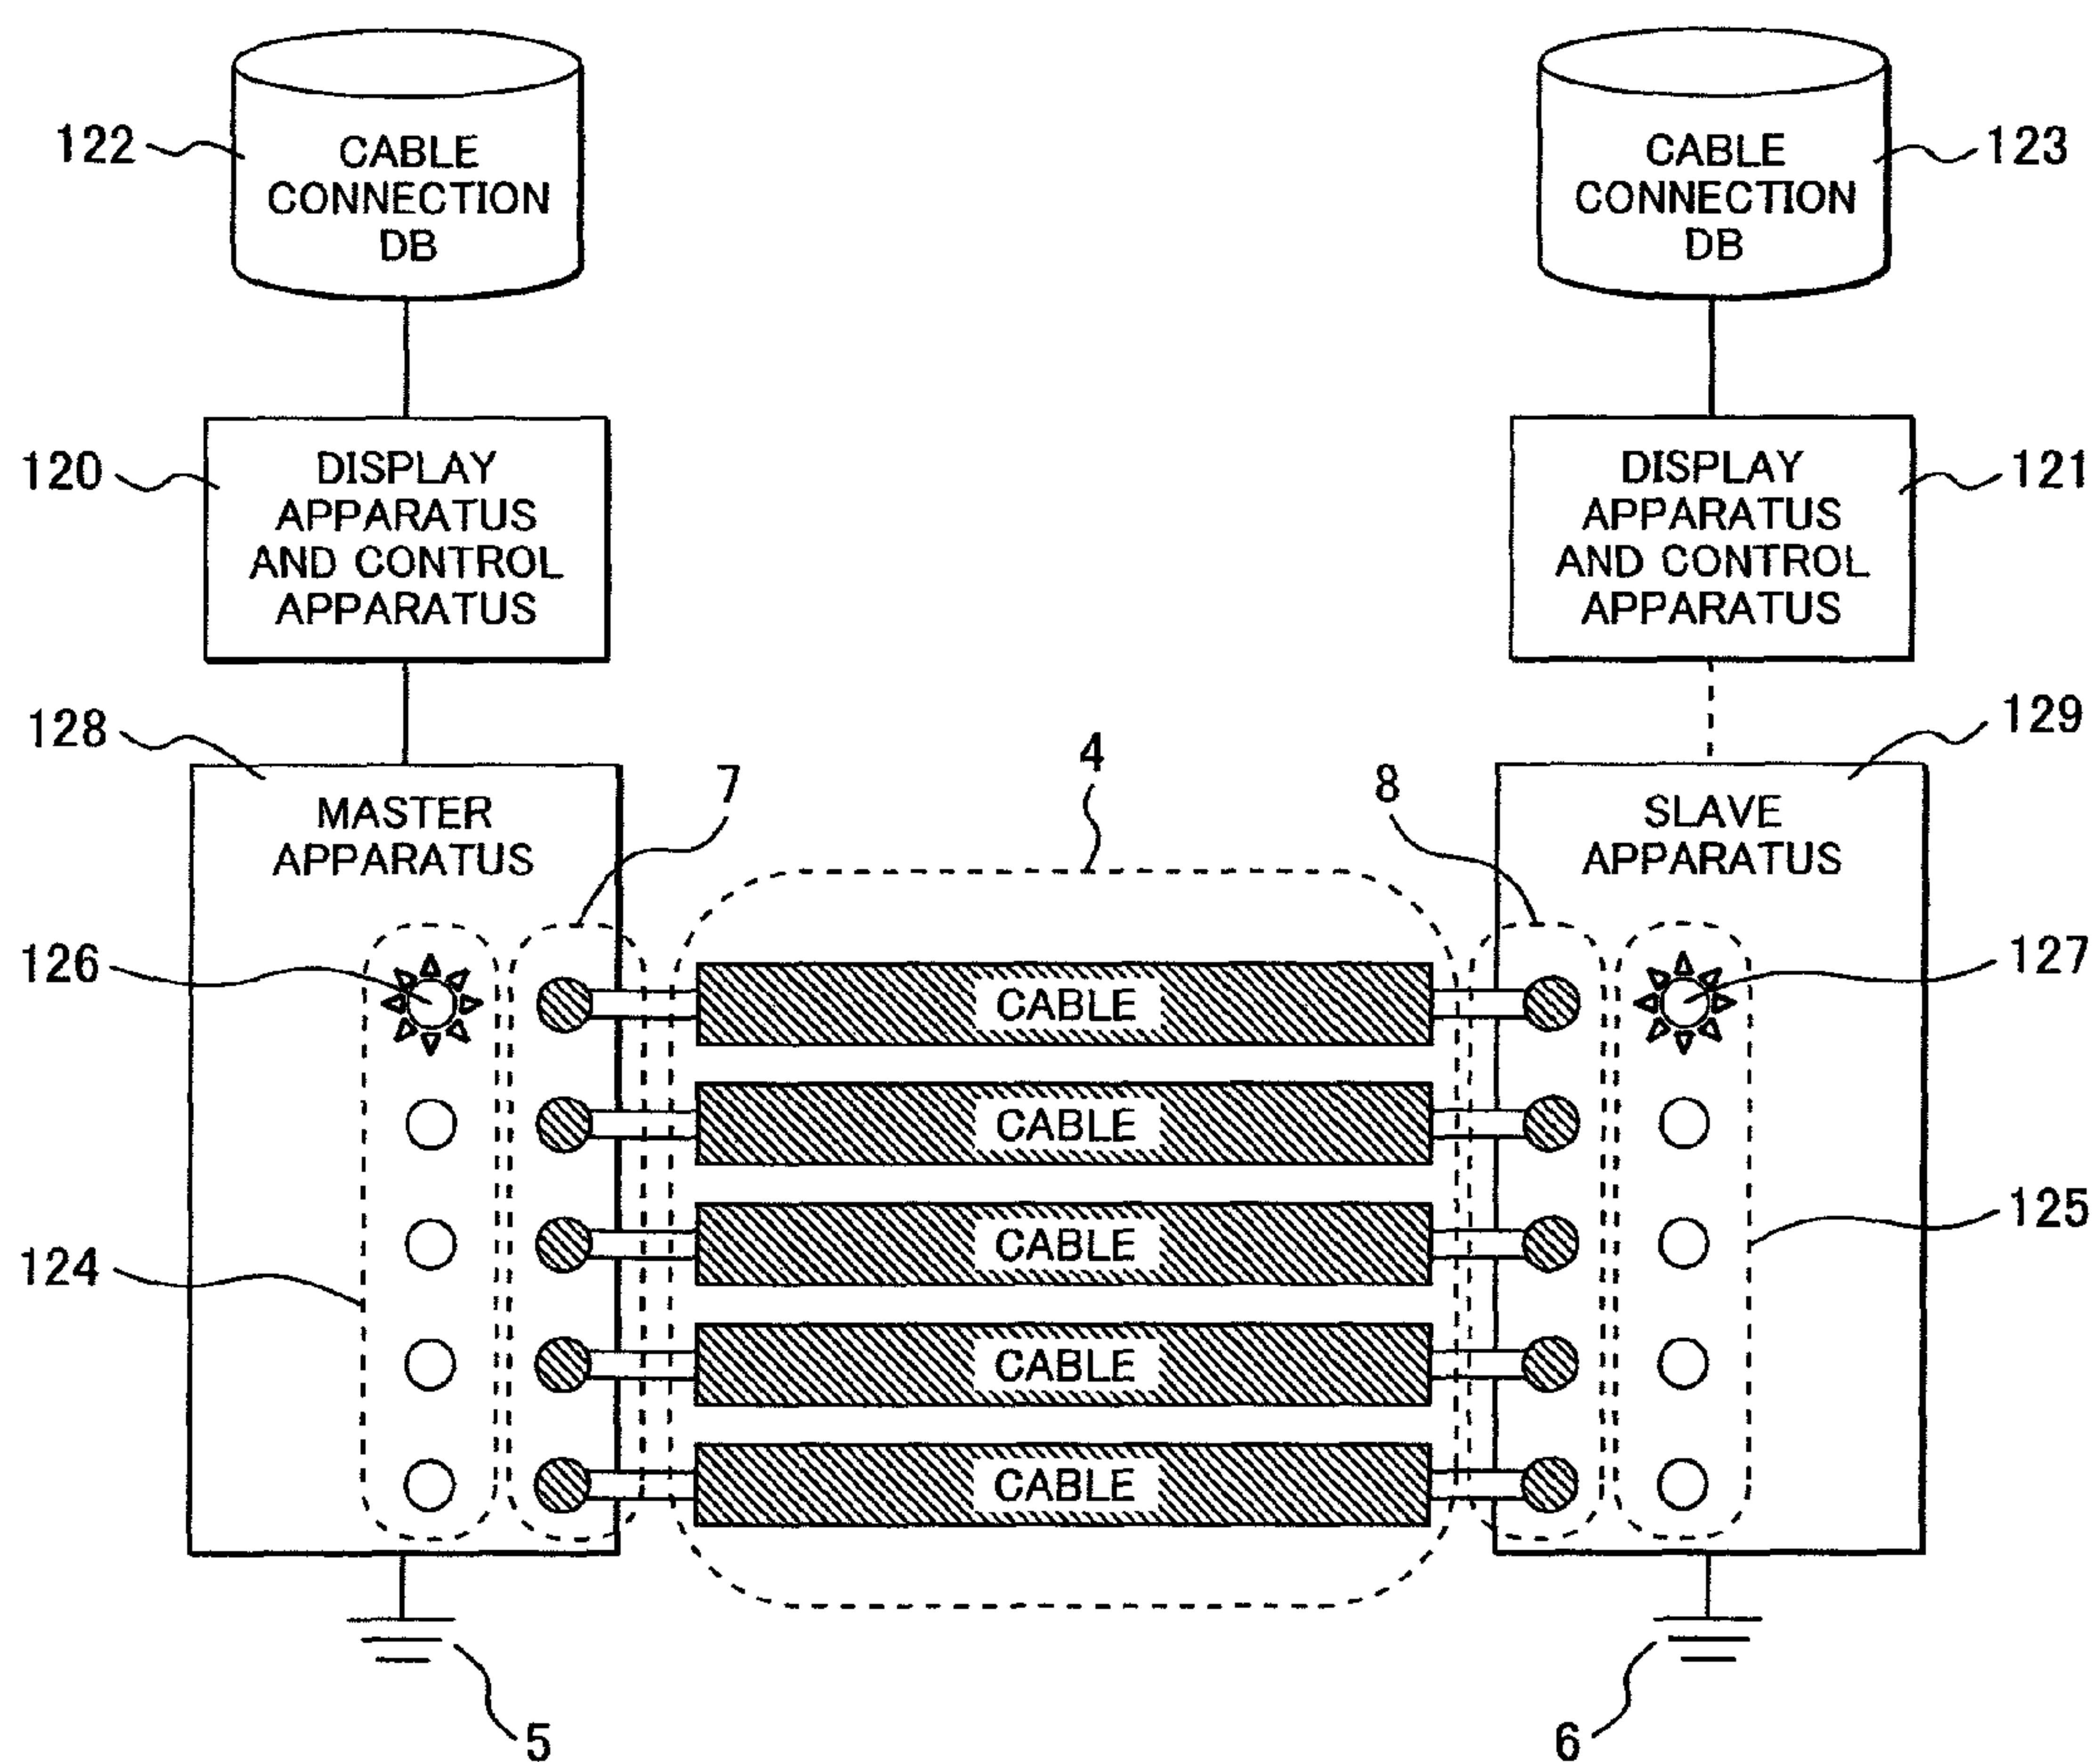 122
CABLE
CONNECTION
DB
CABLE
CONNECTION
DB
123
120
DISPLAY
APPARATUS
AND CONTROL
APPARATUS
DISPLAY
APPARATUS
AND CONTROL
APPARATUS
121
128
MASTER
APPARATUS
7
4
8
SLAVE
APPARATUS
129
126
CABLE
127
CABLE
124
CABLE
125
CABLE
CABLE
5
6